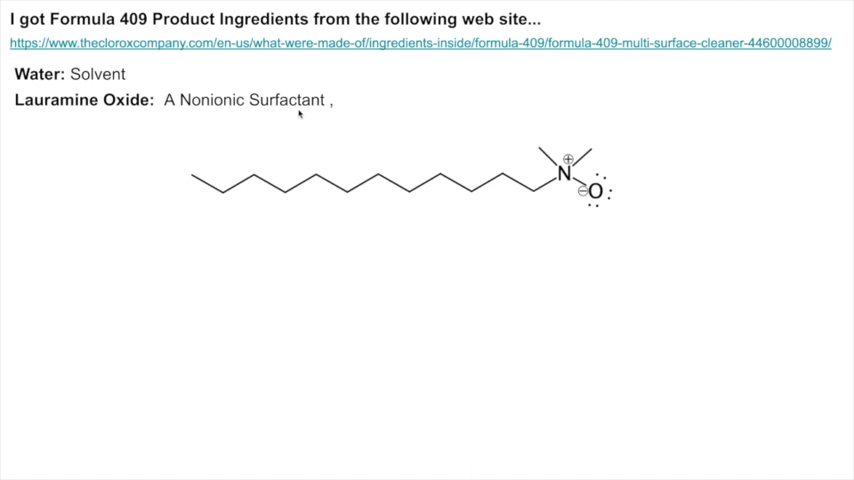 I got Formula 409 Product Ingredients from the following web site...
https://www.thecloroxcompany.com/en-us/what-were-made-of/ingredients-inside/formula-409/formula-409-multi-surface-cleaner-44600008899/
Water: Solvent
Lauramine Oxide: A Nonionic Surfactant ,
⊕
N
⊖O